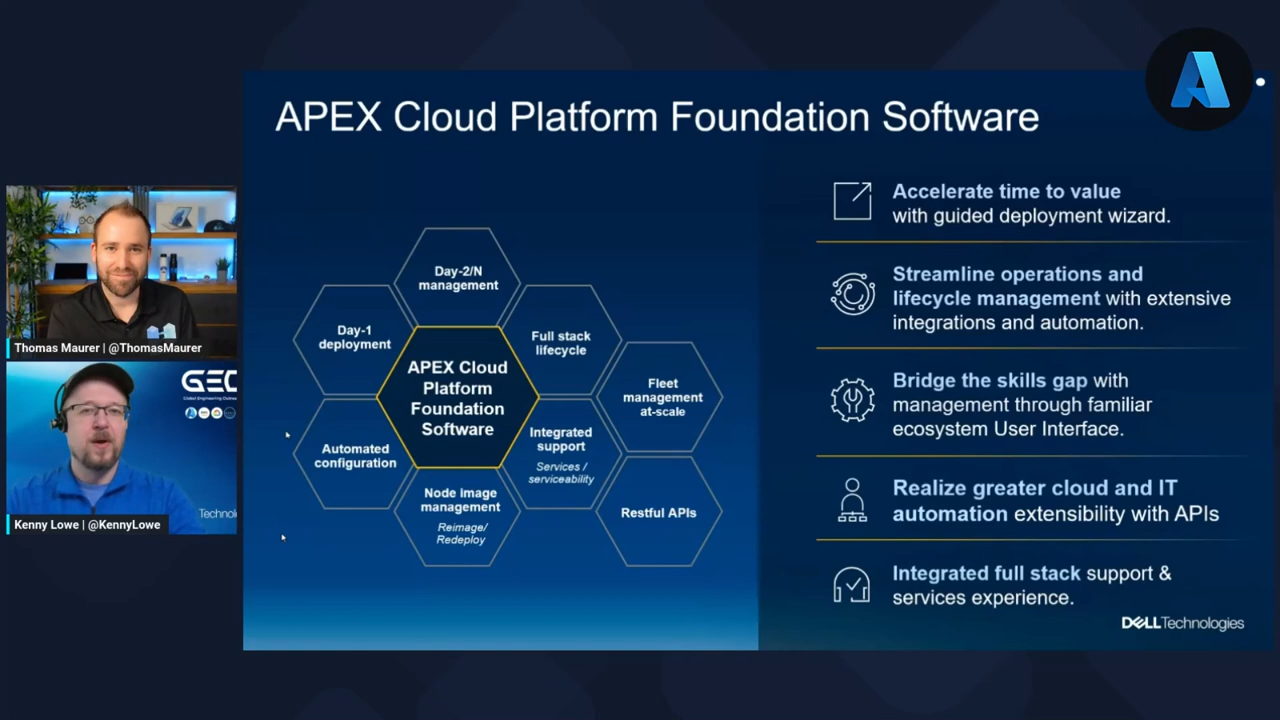 APEX Cloud Platform Foundation Software
Day-2/N
management
Day-1
deployment
Full stack
lifecycle
APEX Cloud
Platform
Foundation
Software
Fleet
management
at-scale
Automated
configuration
Integrated
support
Services /
serviceability
Node image
management
Reimage/
Redeploy
Restful APIs
Accelerate time to value
with guided deployment wizard.
Streamline operations and
lifecycle management with extensive
integrations and automation.
Bridge the skills gap with
management through familiar
ecosystem User Interface.
Realize greater cloud and IT
automation extensibility with APIs
Integrated full stack support &
services experience.
DELLTechnologies
Thomas Maurer | @ThomasMaurer
GEO
Technol
Kenny Lowe | @KennyLowe